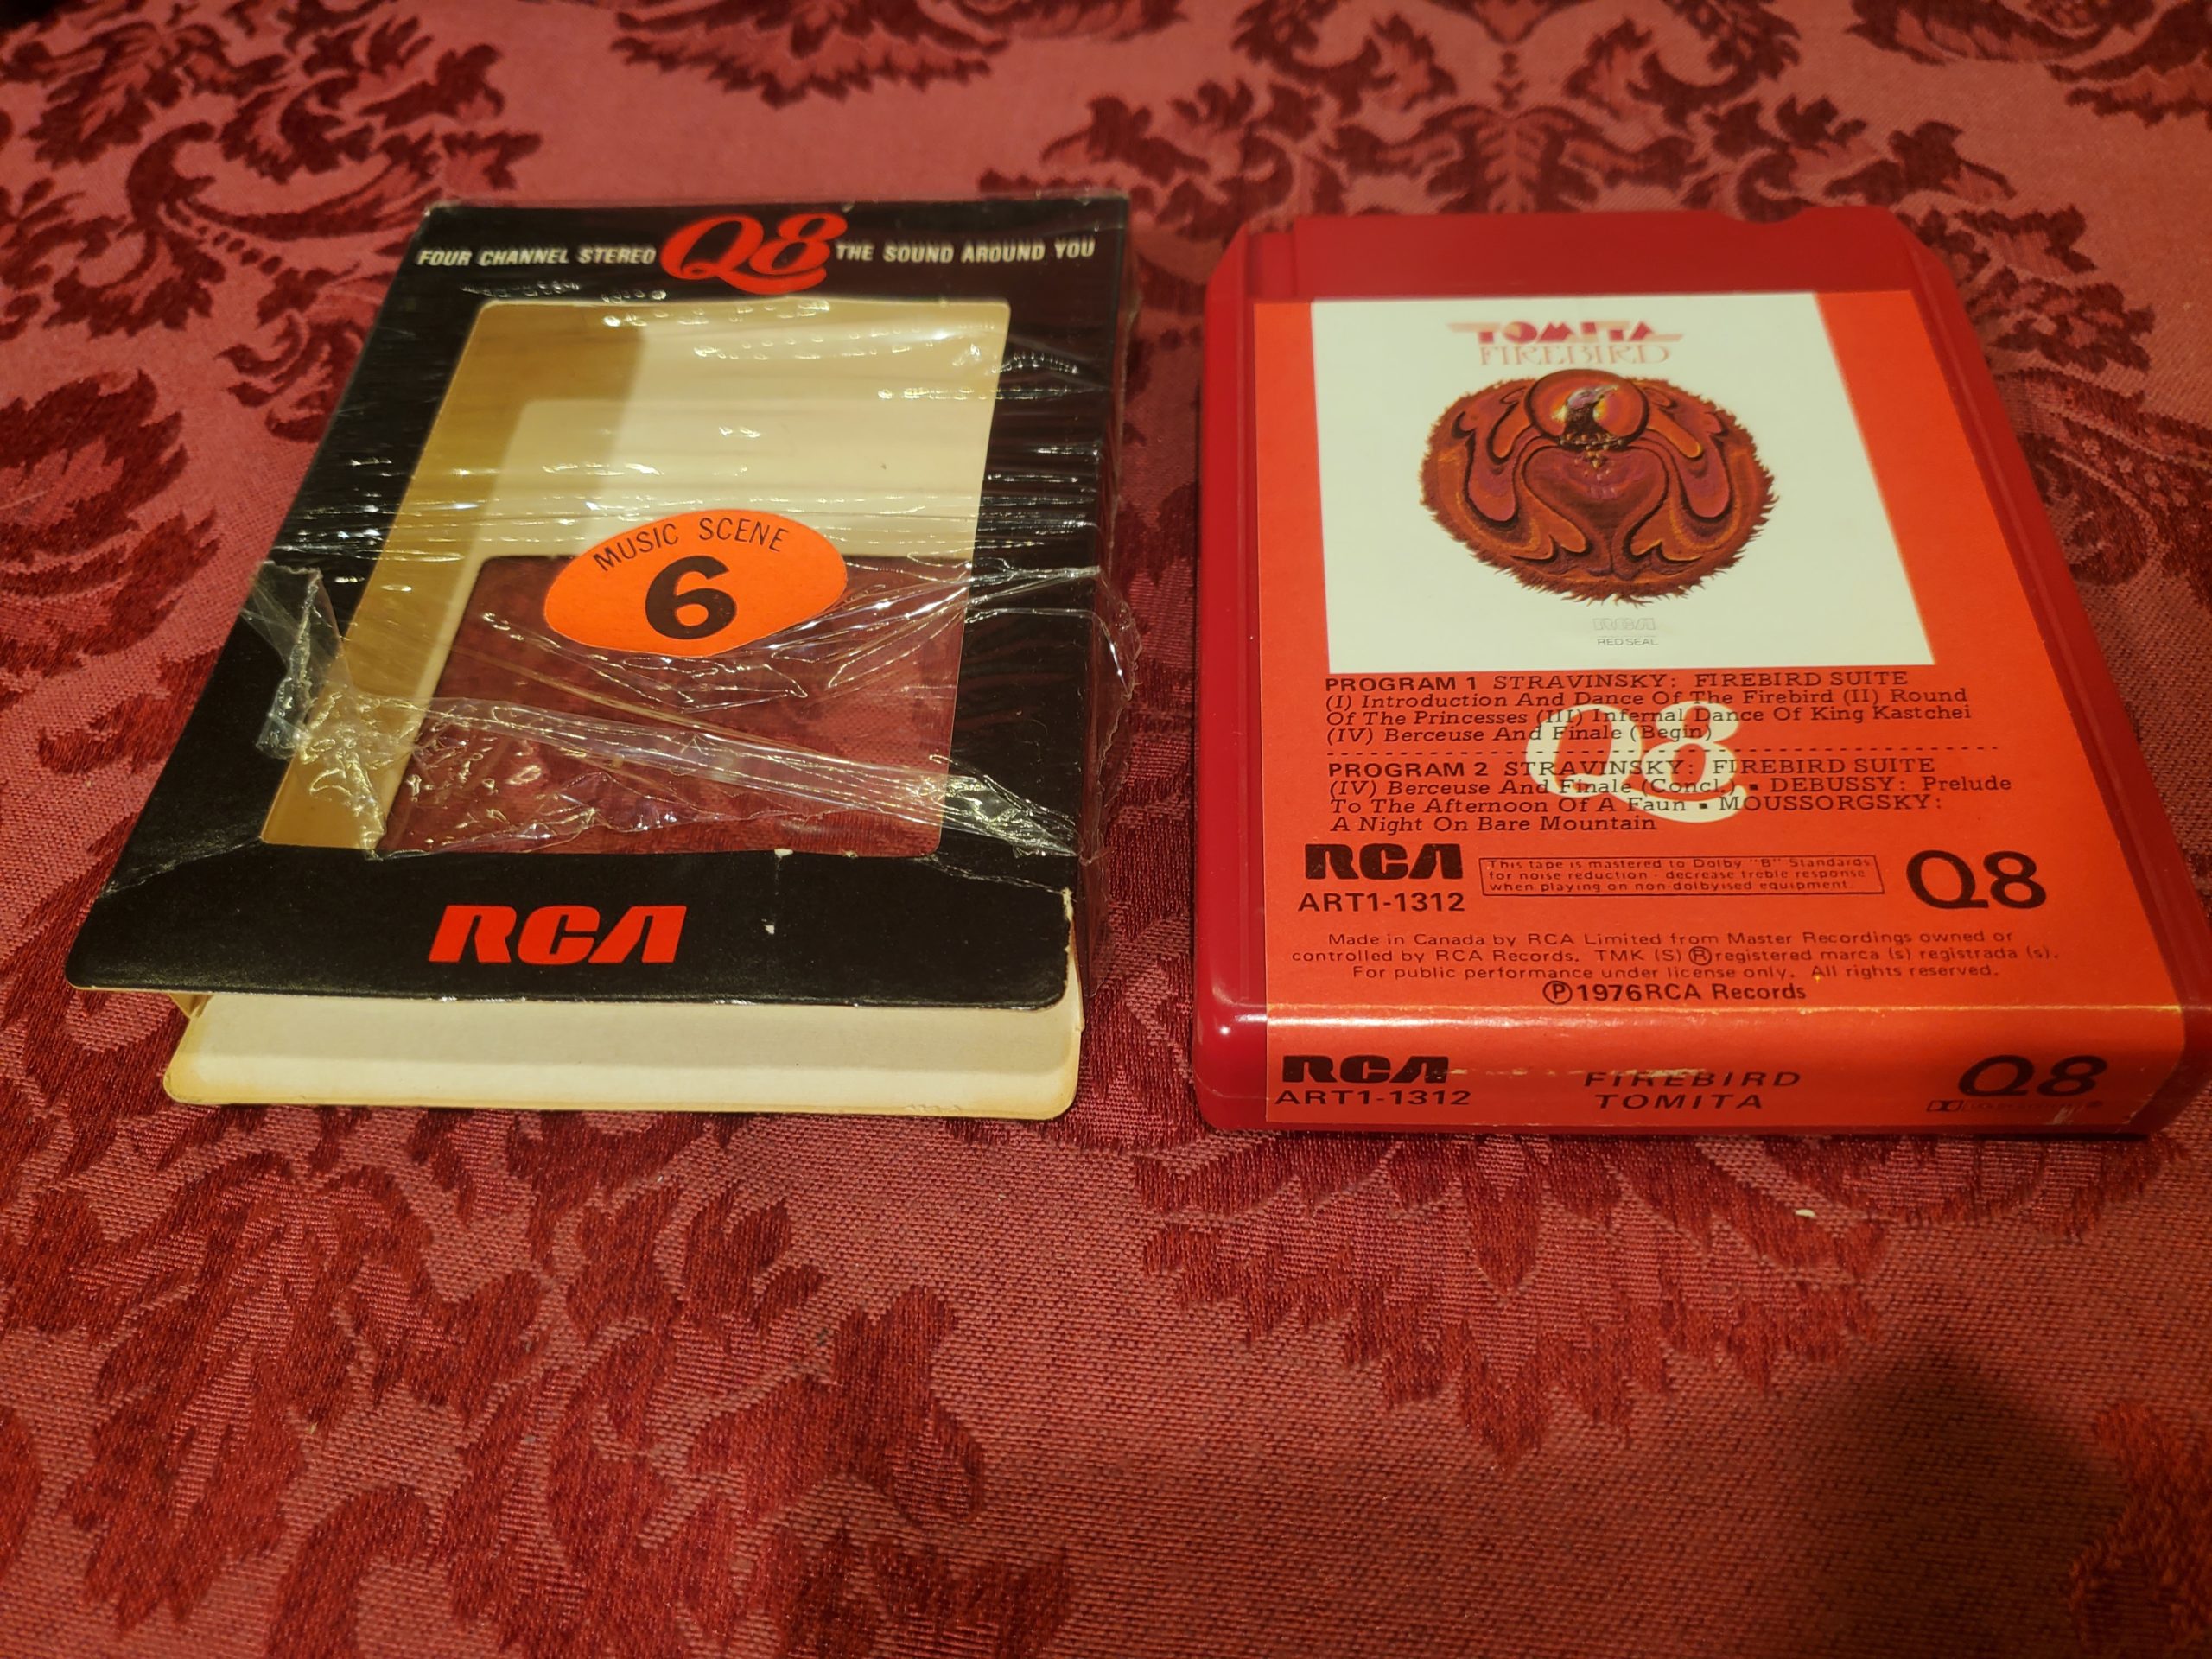 FOUR CHANNEL STEREO Q8 THE SOUND AROUND YOU
MUSIC SCENE
6
RCA
TOMITA
FIREBIRD
RCA
RED SEAL
PROGRAM 1 STRAVINSKY: FIREBIRD SUITE
(I) Introduction And Dance Of The Firebird (II) Round
Of The Princesses (III) Infernal Dance Of King Kastchei
(IV) Berceuse And Finale (Begin)
Q8
PROGRAM 2 STRAVINSKY: FIREBIRD SUITE
(IV) Berceuse And Finale (Concl.) ▪ DEBUSSY: Prelude
To The Afternoon Of A Faun ▪ MOUSSORGSKY:
A Night On Bare Mountain
RCA
ART1-1312
This tape is mastered to Dolby "B" Standards
for noise reduction - decrease treble response
when playing on non-dolbyised equipment.
Q8
Made in Canada by RCA Limited from Master Recordings owned or
controlled by RCA Records. TMK (S) ® registered marca (s) registrada (s).
For public performance under license only. All rights reserved.
℗ 1976 RCA Records
RCA
ART1-1312
FIREBIRD
TOMITA
Q8